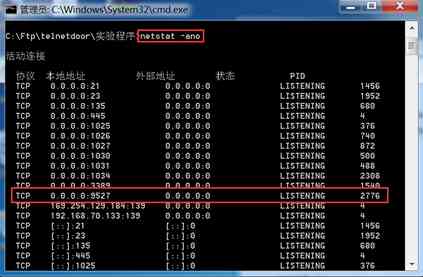 管理员: C:\Windows\System32\cmd.exe
C:\Ftp\telnetdoor\实验程序>netstat -ano
活动连接
协议 本地地址 外部地址 状态 PID
TCP 0.0.0.0:21 0.0.0.0:0 LISTENING 1456
TCP 0.0.0.0:23 0.0.0.0:0 LISTENING 1952
TCP 0.0.0.0:135 0.0.0.0:0 LISTENING 680
TCP 0.0.0.0:445 0.0.0.0:0 LISTENING 4
TCP 0.0.0.0:1025 0.0.0.0:0 LISTENING 376
TCP 0.0.0.0:1026 0.0.0.0:0 LISTENING 740
TCP 0.0.0.0:1027 0.0.0.0:0 LISTENING 872
TCP 0.0.0.0:1030 0.0.0.0:0 LISTENING 500
TCP 0.0.0.0:1031 0.0.0.0:0 LISTENING 488
TCP 0.0.0.0:1034 0.0.0.0:0 LISTENING 2308
TCP 0.0.0.0:3389 0.0.0.0:0 LISTENING 1540
TCP 0.0.0.0:9527 0.0.0.0:0 LISTENING 2776
TCP 169.254.129.184:139 0.0.0.0:0 LISTENING 4
TCP 192.168.70.133:139 0.0.0.0:0 LISTENING 4
TCP [::]:21 [::]:0 LISTENING 1456
TCP [::]:23 [::]:0 LISTENING 1952
TCP [::]:135 [::]:0 LISTENING 680
TCP [::]:445 [::]:0 LISTENING 4
TCP [::]:1025 [::]:0 LISTENING 376